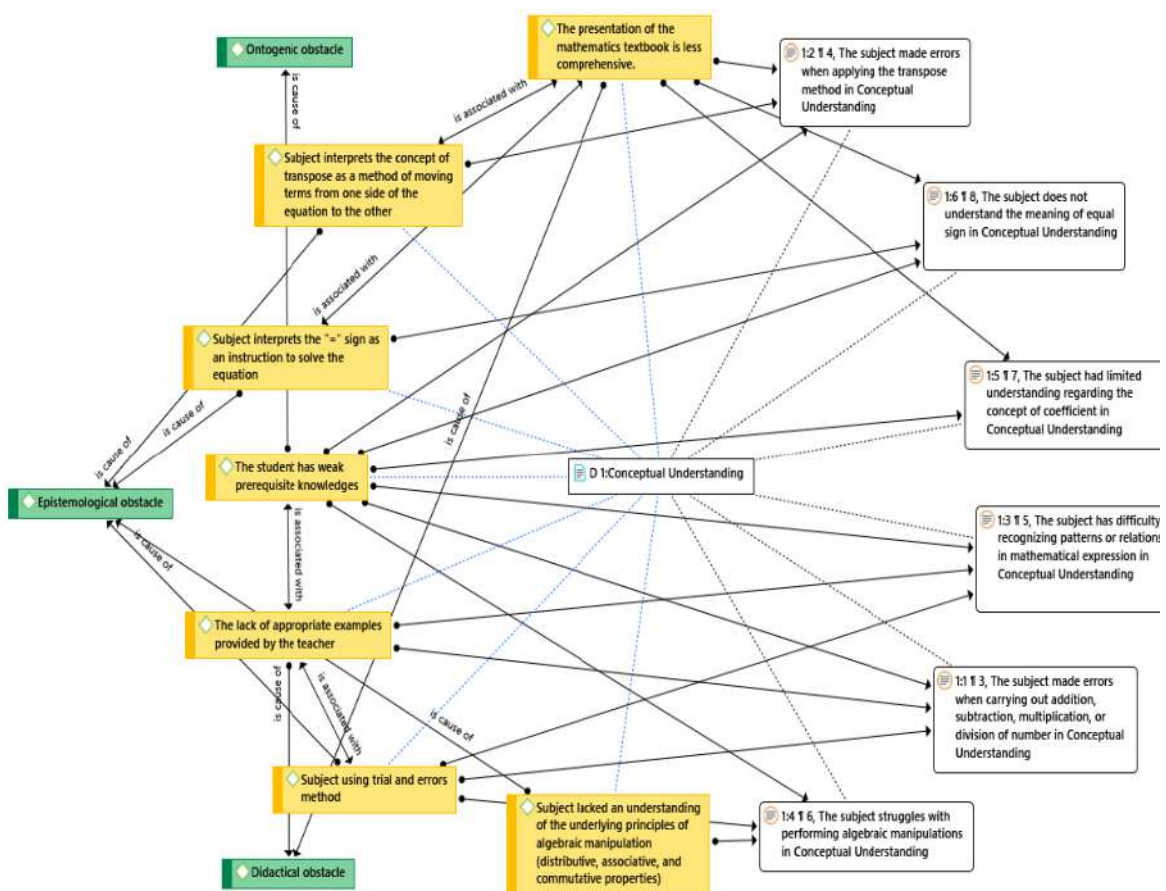 Ontogenic obstacle
The presentation of the
mathematics textbook is less
comprehensive.
1:2 ¶ 4, The subject made errors
when applying the transpose
method in Conceptual
Understanding
is cause of
is associated with
Subject interprets the concept of
transpose as a method of moving
terms from one side of the
equation to the other
1:6 ¶ 8, The subject does not
understand the meaning of equal
sign in Conceptual Understanding
is associated with
Subject interprets the "=" sign as
an instruction to solve the
equation
1:5 ¶ 7, The subject had limited
understanding regarding the
concept of coefficient in
Conceptual Understanding
is cause of
is cause of
is cause of
The student has weak
prerequisite knowledges
D 1:Conceptual Understanding
Epistemological obstacle
is associated with
is cause of
1:3 ¶ 5, The subject has difficulty
recognizing patterns or relations
in mathematical expression in
Conceptual Understanding
The lack of appropriate examples
provided by the teacher
is cause of
is associated with
is cause of
1:1 ¶ 3, The subject made errors
when carrying out addition,
subtraction, multiplication, or
division of number in Conceptual
Understanding
Subject using trial and errors
method
Subject lacked an understanding
of the underlying principles of
algebraic manipulation
(distributive, associative, and
commutative properties)
1:4 ¶ 6, The subject struggles with
performing algebraic manipulations
in Conceptual Understanding
Didactical obstacle